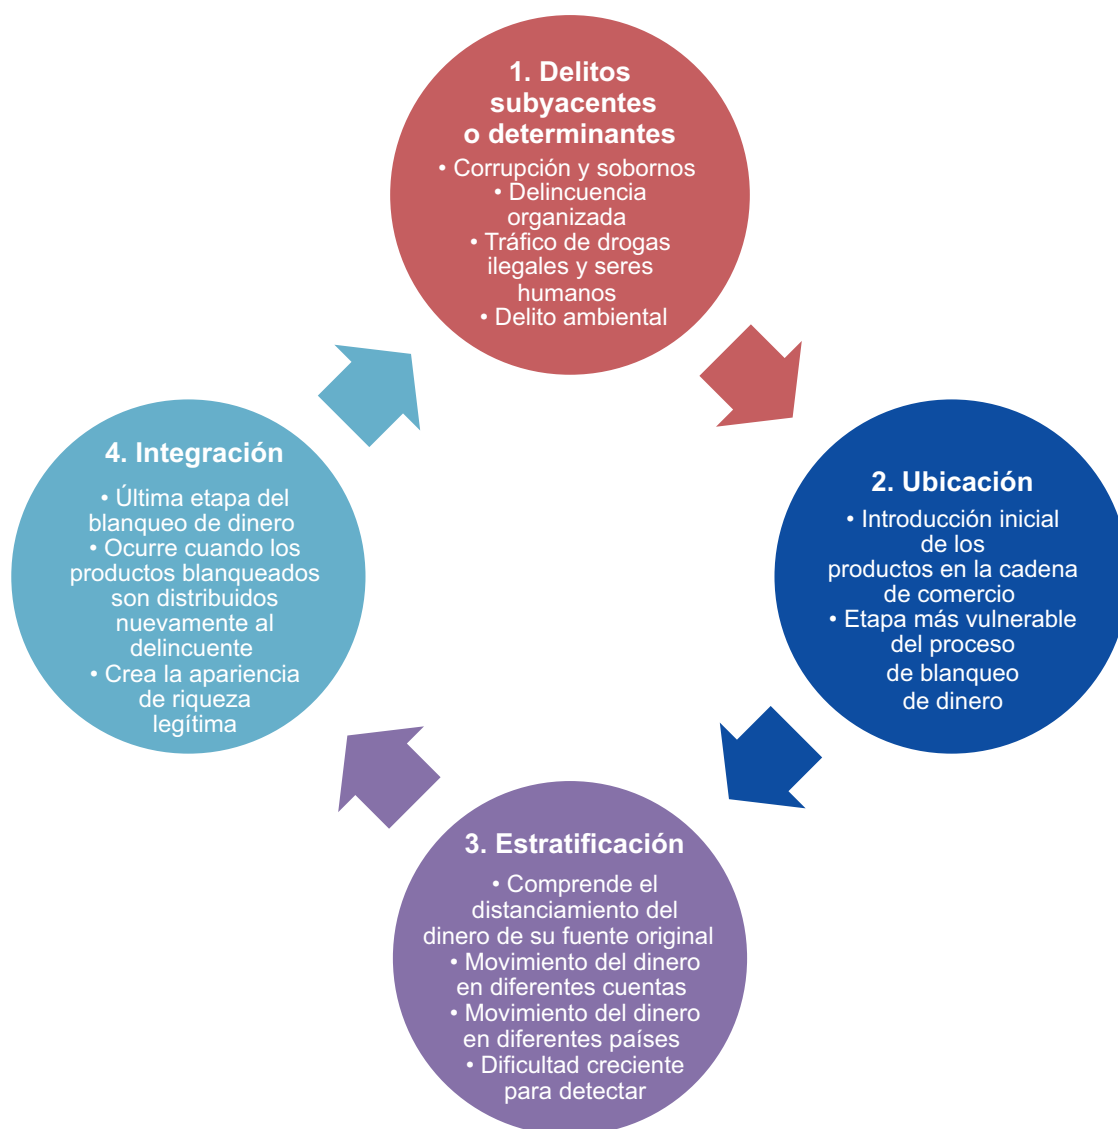 1. Delitos
subyacentes
o determinantes
• Corrupción y sobornos
• Delincuencia
organizada
• Tráfico de drogas
ilegales y seres
humanos
• Delito ambiental
2. Ubicación
• Introducción inicial
de los
productos en la cadena
de comercio
• Etapa más vulnerable
del proceso
de blanqueo
de dinero
3. Estratificación
• Comprende el
distanciamiento del
dinero de su fuente original
• Movimiento del dinero
en diferentes cuentas
• Movimiento del dinero
en diferentes países
• Dificultad creciente
para detectar
4. Integración
• Última etapa del
blanqueo de dinero
• Ocurre cuando los
productos blanqueados
son distribuidos
nuevamente al
delincuente
• Crea la apariencia
de riqueza
legítima